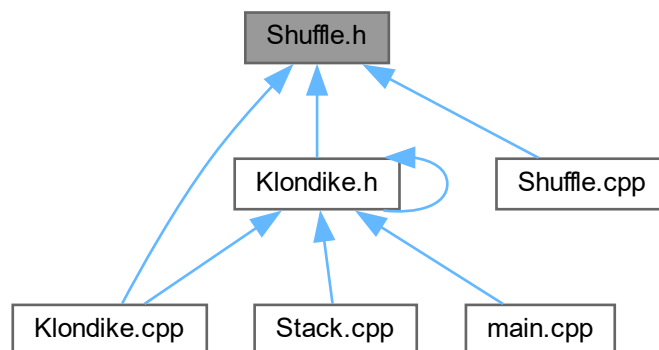 Shuffle.h
Klondike.h
Shuffle.cpp
Klondike.cpp
Stack.cpp
main.cpp